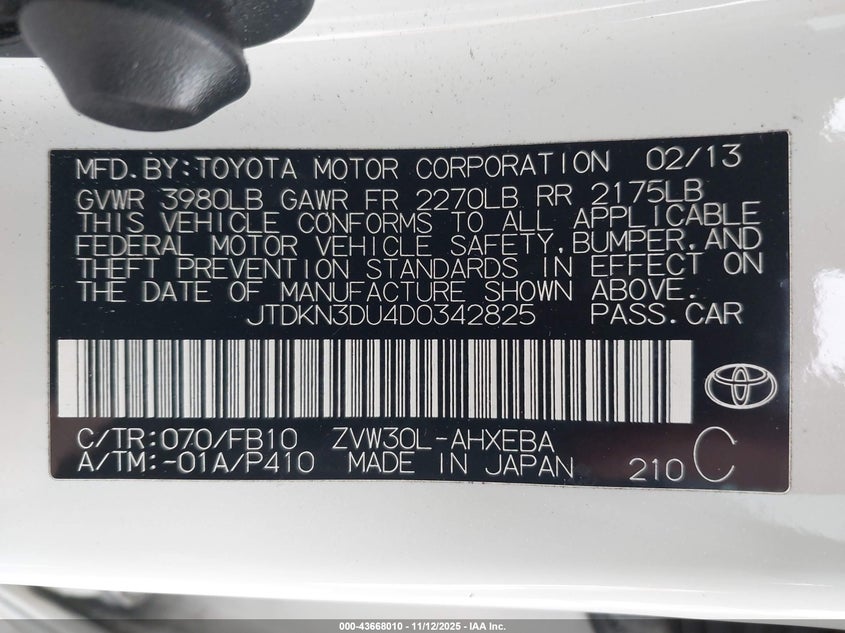 MFD.BY:TOYOTA MOTOR CORPORATION 02/13
GVWR 3980LB GAWR FR 2270LB RR 2175LB
THIS VEHICLE CONFORMS TO ALL APPLICABLE
FEDERAL MOTOR VEHICLE SAFETY,BUMPER,AND
THEFT PREVENTION STANDARDS IN EFFECT ON
THE DATE OF MANUFACTURE SHOWN ABOVE.
JTDKN3DU4D0342825 PASS.CAR
C/TR:070/FB10 ZVW30L-AHXEBA
A/TM:-01A/P410 MADE IN JAPAN 210 C
000-43668010 - 11/12/2025 - IAA Inc.